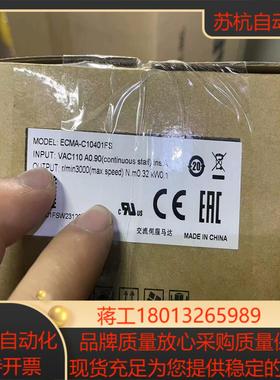 苏杭自动
MODEL: ECMA-C10401FS
INPUT: VAC110 A0.90(continuous stall) ins.
OUTPUT: r/min3000(max speed) N.m0.32 kW0.1
20
CE EAC
交流伺服马达
MADE IN CHINA
蒋工18013265989
自动化
品牌质量放心采购质量保
开票
现货充足为您提供稳定可